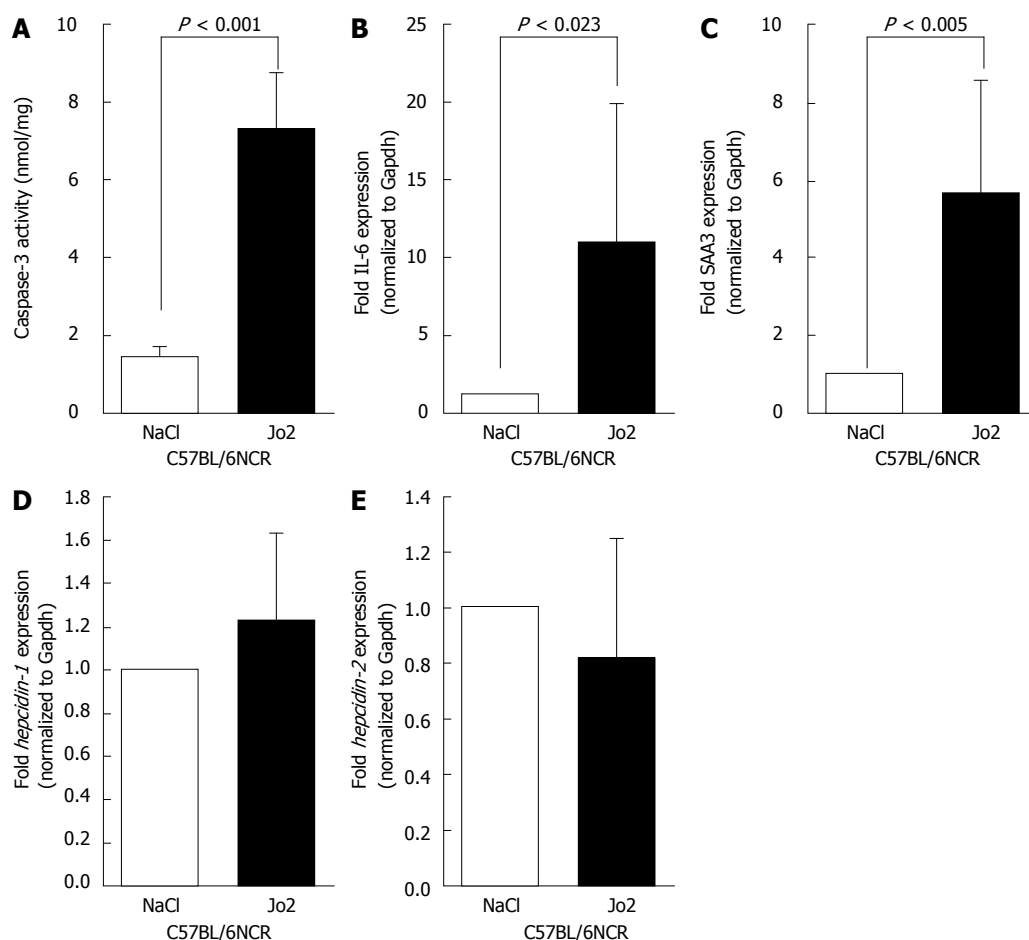 A
P < 0.001
Caspase-3 activity (nmol/mg)
10
8
6
4
2
0
NaCl
Jo2
C57BL/6NCR
B
P < 0.023
Fold IL-6 expression
(normalized to Gapdh)
25
20
15
10
5
0
NaCl
Jo2
C57BL/6NCR
C
P < 0.005
Fold SAA3 expression
(normalized to Gapdh)
10
8
6
4
2
0
NaCl
Jo2
C57BL/6NCR
D
Fold hepcidin-1 expression
(normalized to Gapdh)
1.8
1.6
1.4
1.2
1.0
0.8
0.6
0.4
0.2
0.0
NaCl
Jo2
C57BL/6NCR
E
Fold hepcidin-2 expression
(normalized to Gapdh)
1.4
1.2
1.0
0.8
0.6
0.4
0.2
0.0
NaCl
Jo2
C57BL/6NCR